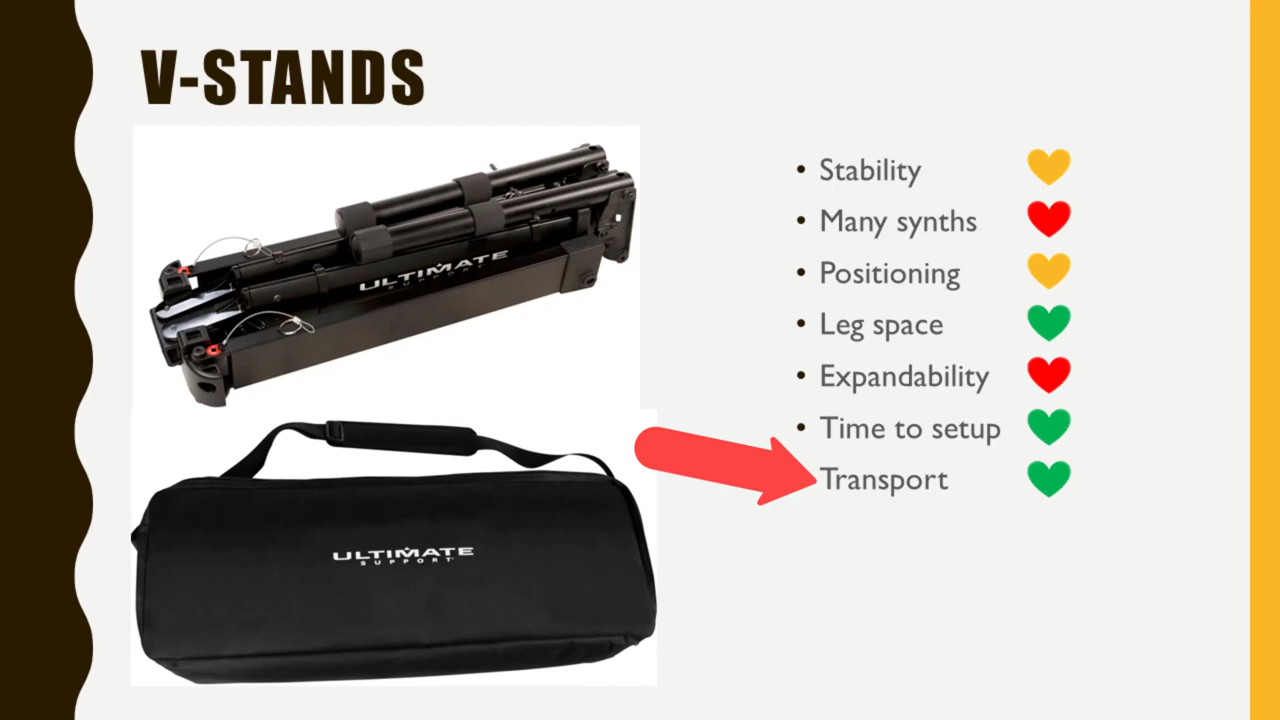 V-STANDS
ULTIMATE
SUPPORT
ULTIMATE
SUPPORT
• Stability
• Many synths
• Positioning
• Leg space
• Expandability
• Time to setup
Transport